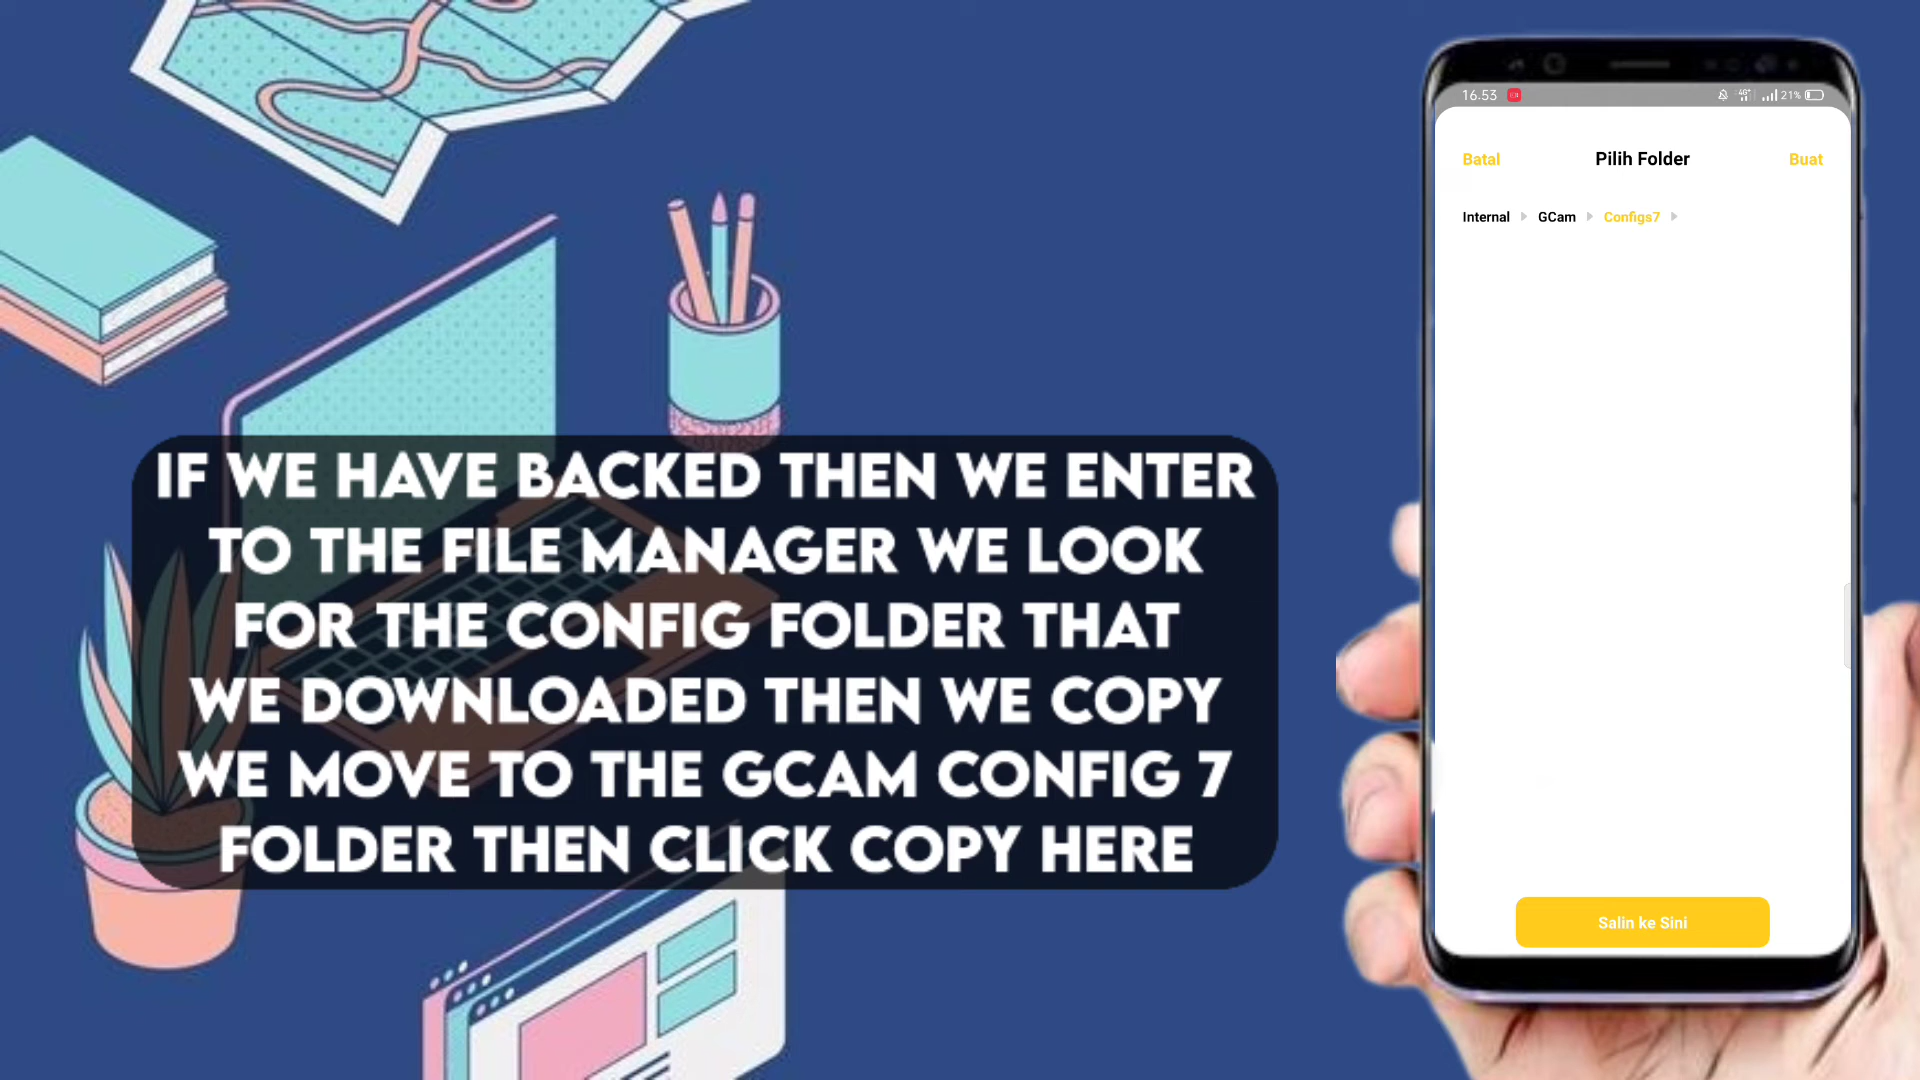 16.53
4G+ 21%
Batal Pilih Folder Buat
Internal GCam Configs7
IF WE HAVE BACKED THEN WE ENTER
TO THE FILE MANAGER WE LOOK
FOR THE CONFIG FOLDER THAT
WE DOWNLOADED THEN WE COPY
WE MOVE TO THE GCAM CONFIG 7
FOLDER THEN CLICK COPY HERE
Salin ke Sini